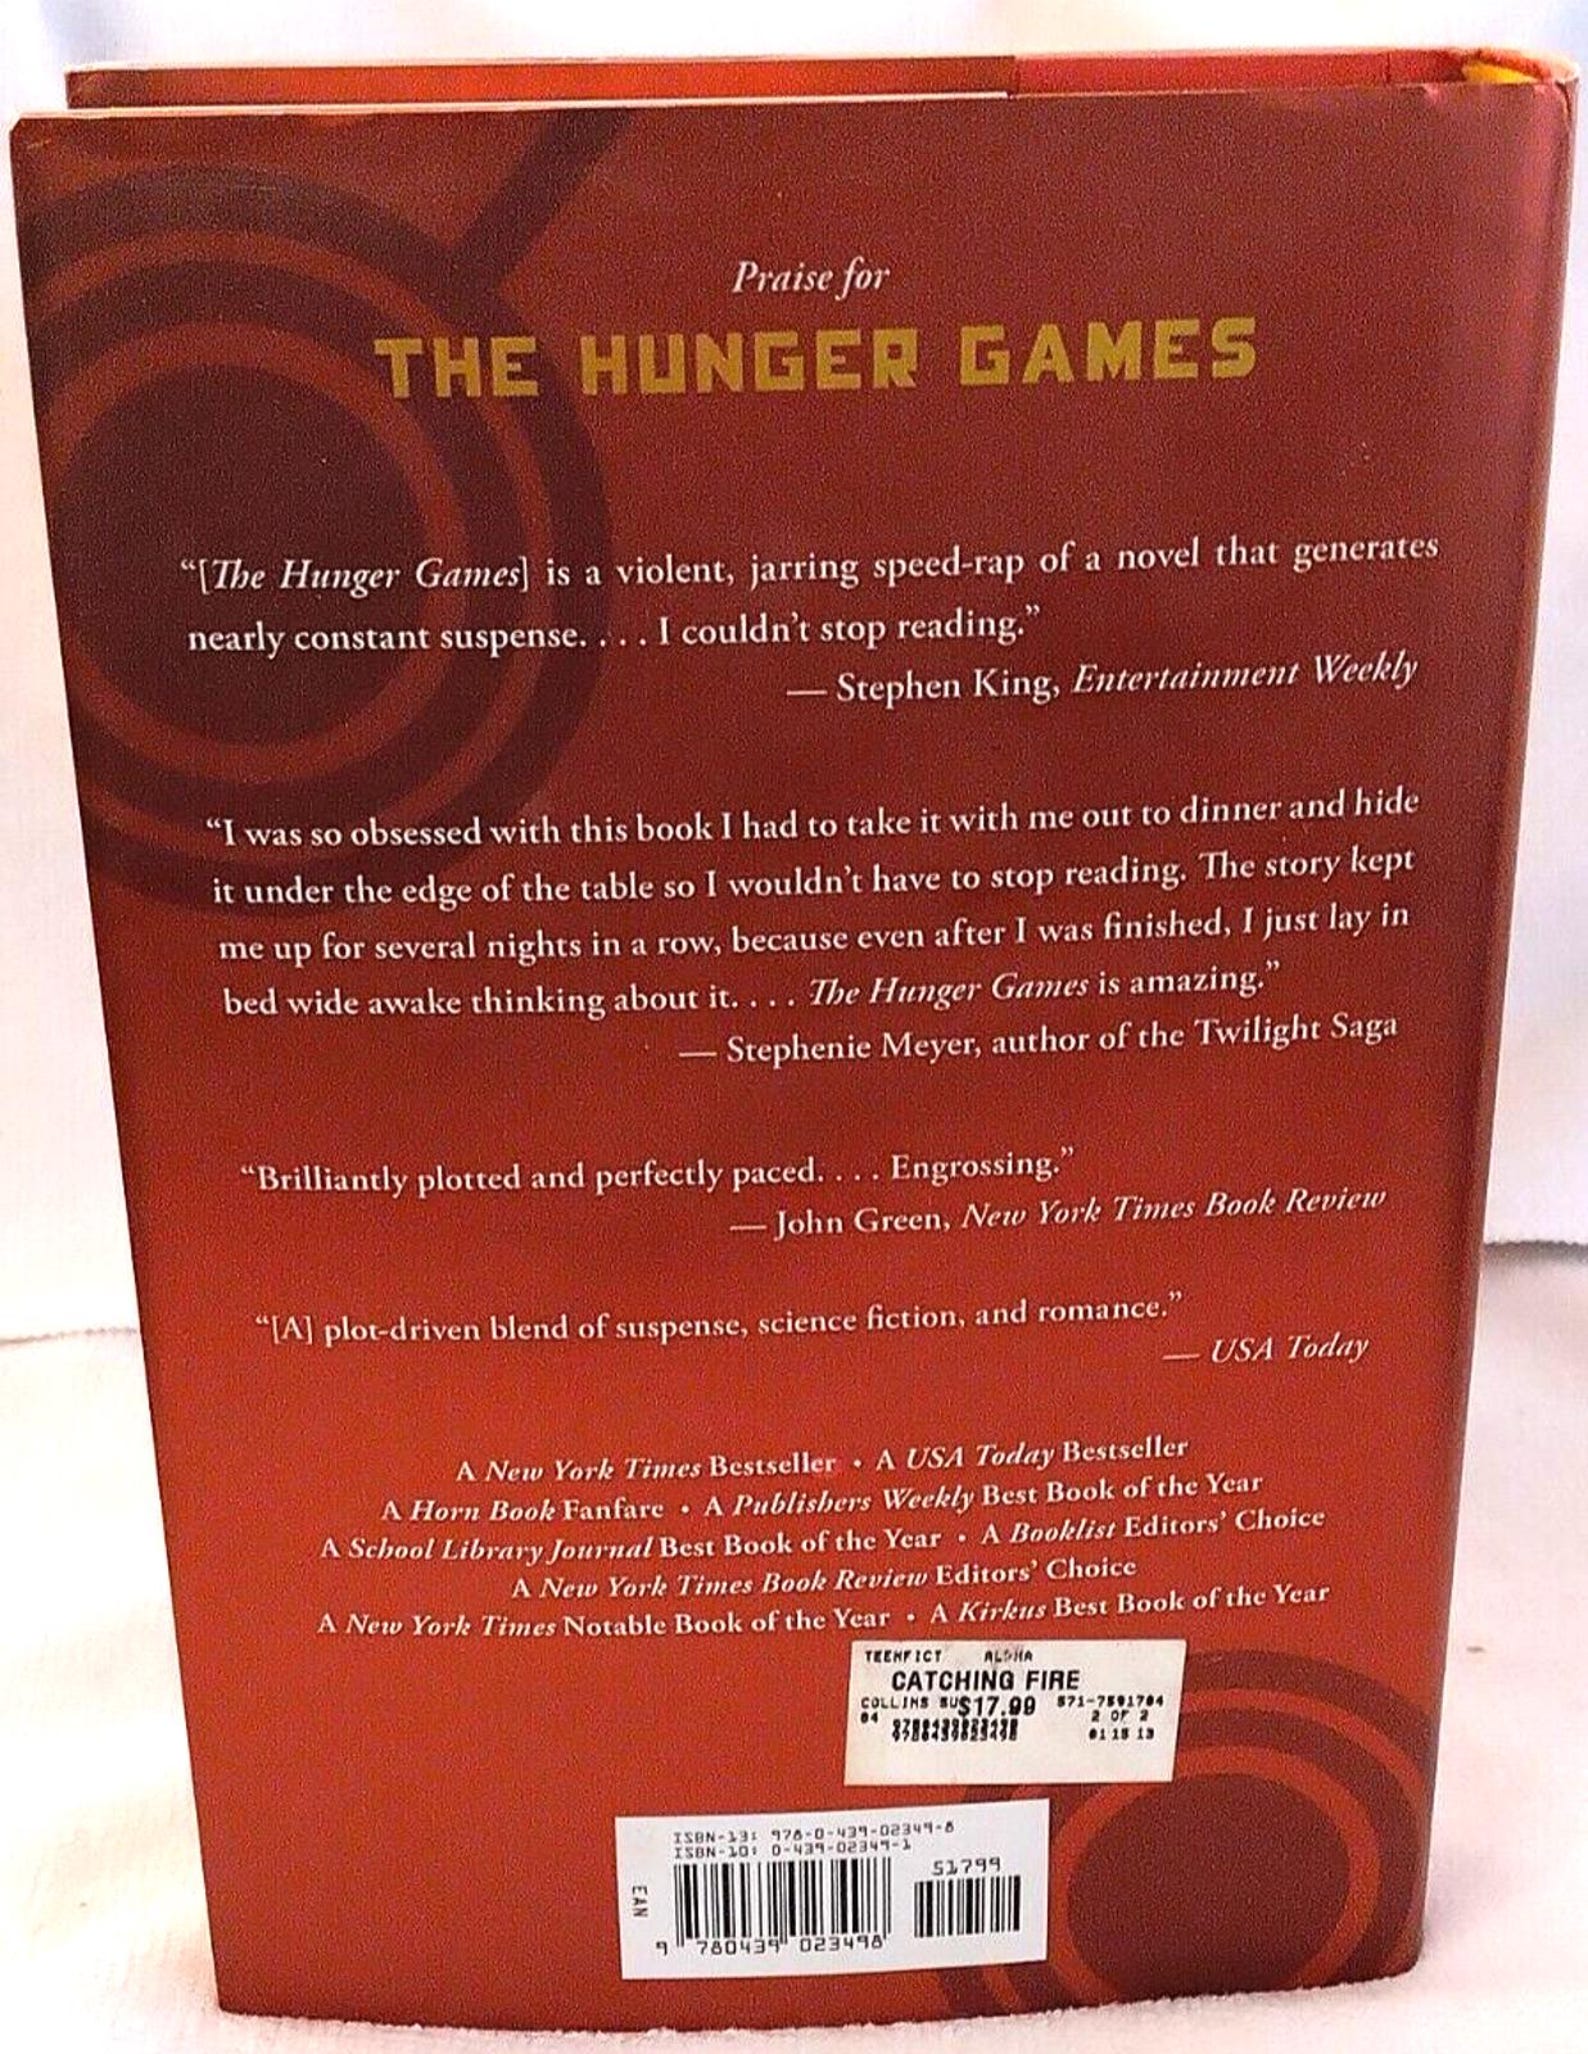 Praise for
THE HUNGER GAMES
“[The Hunger Games] is a violent, jarring speed-rap of a novel that generates
nearly constant suspense. . . . I couldn’t stop reading.”
— Stephen King, Entertainment Weekly
“I was so obsessed with this book I had to take it with me out to dinner and hide
it under the edge of the table so I wouldn’t have to stop reading. The story kept
me up for several nights in a row, because even after I was finished, I just lay in
bed wide awake thinking about it. . . . The Hunger Games is amazing.”
— Stephenie Meyer, author of the Twilight Saga
“Brilliantly plotted and perfectly paced. . . . Engrossing.”
— John Green, New York Times Book Review
“[A] plot-driven blend of suspense, science fiction, and romance.”
— USA Today
A New York Times Bestseller • A USA Today Bestseller
A Horn Book Fanfare • A Publishers Weekly Best Book of the Year
A School Library Journal Best Book of the Year • A Booklist Editors’ Choice
A New York Times Book Review Editors’ Choice
A New York Times Notable Book of the Year • A Kirkus Best Book of the Year
TEENFICT ALPHA
CATCHING FIRE
COLLINS SU $17.99 571-7591704
04 2 OF 2
01 15 13
ISBN-13: 978-0-439-02349-8
ISBN-10: 0-439-02349-1
51799
EAN
9 780439 023498